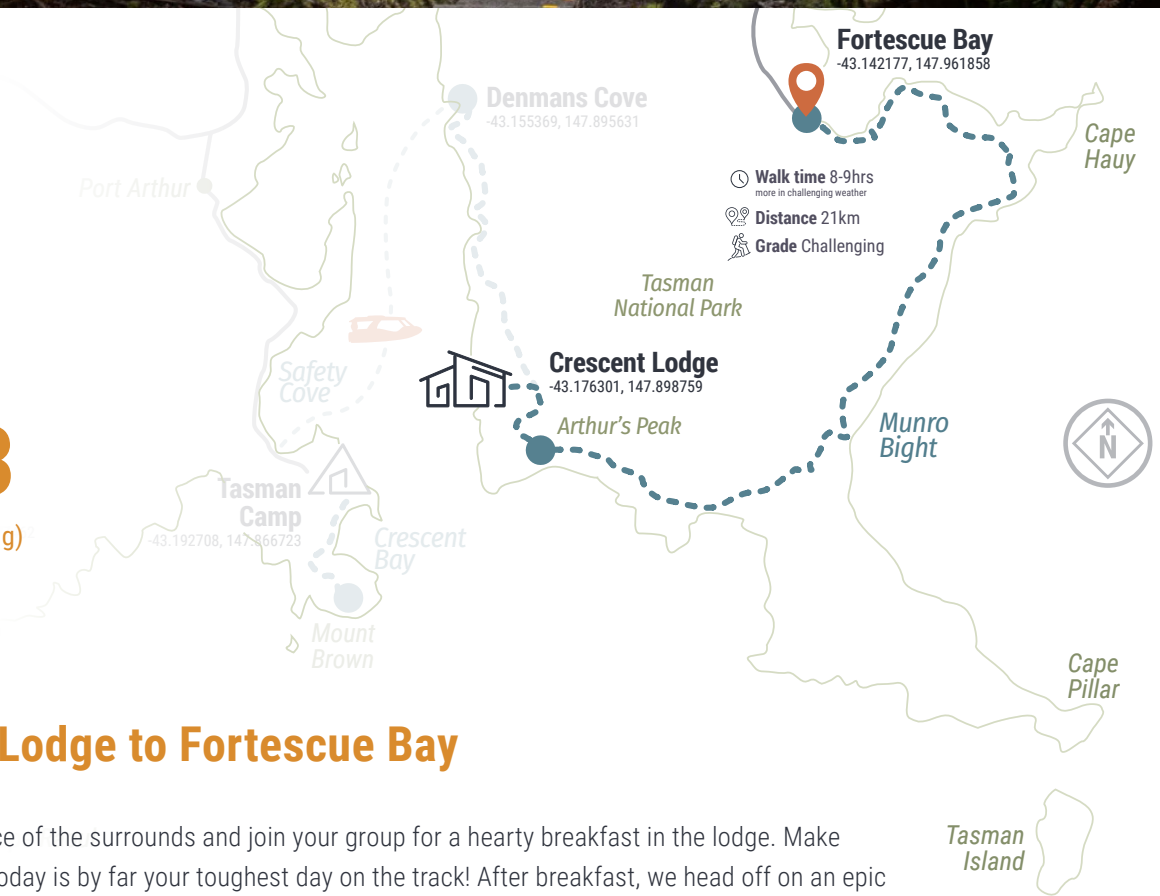 Fortescue Bay
-43.142177, 147.961858
Denmans Cove
-43.155369, 147.895631
Cape
Hauy
Port Arthur
Walk time 8-9hrs
more in challenging weather
Distance 21km
Grade Challenging
Tasman
National Park
Safety
Cove
Crescent Lodge
-43.176301, 147.898759
Arthur's Peak
Munro
Bight
N
3
g)
Tasman
Camp
-43.192708, 147.866723
Crescent
Bay
Mount
Brown
Cape
Pillar
Lodge to Fortescue Bay
ce of the surrounds and join your group for a hearty breakfast in the lodge. Make
oday is by far your toughest day on the track! After breakfast, we head off on an epic
Tasman
Island